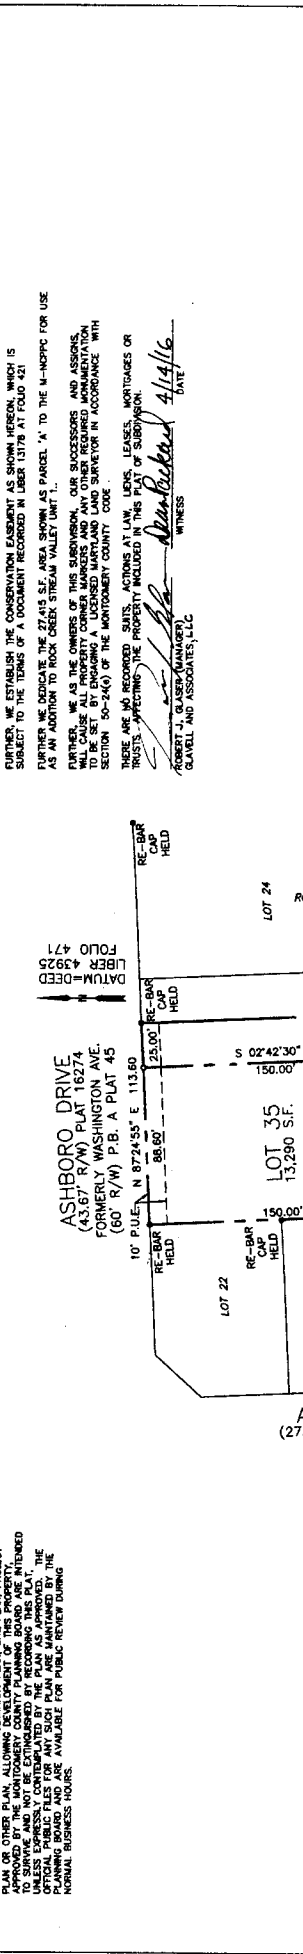 FURTHER, WE ESTABLISH THE CONSERVATION EASEMENT AS SHOWN HEREON, WHICH IS
SUBJECT TO THE TERMS OF A DOCUMENT RECORDED IN LIBER 13178 AT FOLIO 421
FURTHER WE DEDICATE THE 27,415 S.F. AREA SHOWN AS PARCEL 'A' TO THE M-NCPPC FOR USE
AS AN ADDITION TO ROCK CREEK STREAM VALLEY UNIT 1..
FURTHER, WE AS THE OWNERS OF THIS SUBDIVISION, OUR SUCCESSORS AND ASSIGNS,
WILL CAUSE ALL PROPERTY CORNER MARKERS AND ANY OTHER REQUIRED MONUMENTATION
TO BE SET BY ENGAGING A LICENSED MARYLAND LAND SURVEYOR IN ACCORDANCE WITH
SECTION 50-24(e) OF THE MONTGOMERY COUNTY CODE.
THERE ARE NO RECORDED SUITS, ACTIONS AT LAW, LIENS, LEASES, MORTGAGES OR
TRUSTS, AFFECTING THE PROPERTY INCLUDED IN THIS PLAT OF SUBDIVISION.
4/14/16
ROBERT J. GLASER (MANAGER)
WITNESS
DATE
GLAVELL AND ASSOCIATES, LLC
RE-BAR
CAP
HELD
DATUM=DEED
LIBER 43925
FOLIO 471
N
ASHBORO DRIVE
(43.67' R/W) PLAT 16274
FORMERLY WASHINGTON AVE.
(60' R/W) P.B. A PLAT 45
10' P.U.E.
N 87°24'55" E 113.60
88.60'
25.00'
RE-BAR
CAP
HELD
RE-BAR
HELD
LOT 24
S 02°42'30"
150.00'
LOT 35
13,290 S.F.
150.00'
RE-BAR
CAP
HELD
LOT 22
(27
PLAN OR OTHER PLAN, ALLOWING DEVELOPMENT OF THIS PROPERTY,
APPROVED BY THE MONTGOMERY COUNTY PLANNING BOARD ARE INTENDED
TO SURVIVE AND NOT BE EXTINGUISHED BY RECORDING THIS PLAT,
UNLESS EXPRESSLY CONTEMPLATED BY THE PLAN AS APPROVED. THE
OFFICIAL PUBLIC FILES FOR ANY SUCH PLAN ARE MAINTAINED BY THE
PLANNING BOARD AND ARE AVAILABLE FOR PUBLIC REVIEW DURING
NORMAL BUSINESS HOURS.